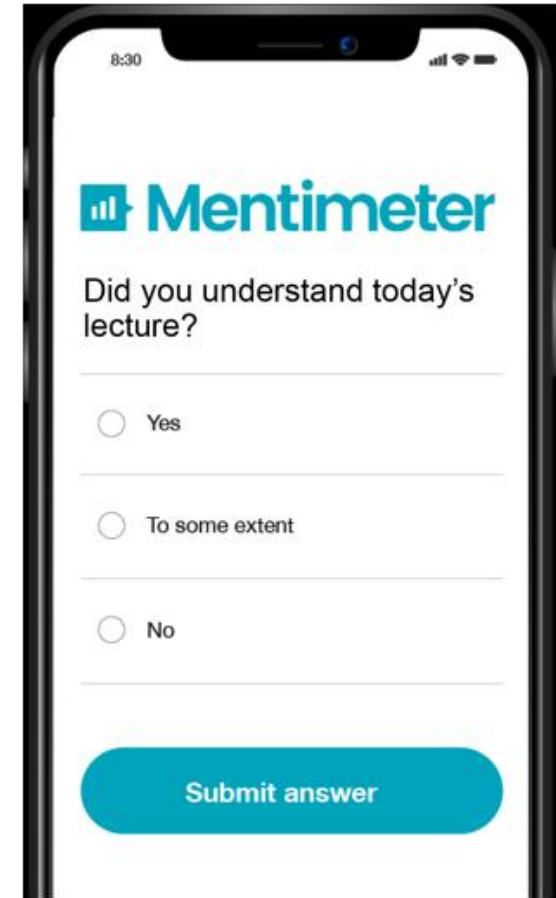 8:30
Mentimeter
Did you understand today's
lecture?
Yes
To some extent
No
Submit answer